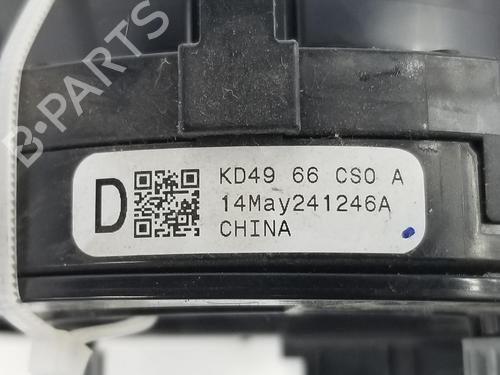 B-PARTS
D
KD49 66 CS0 A
14May241246A
CHINA